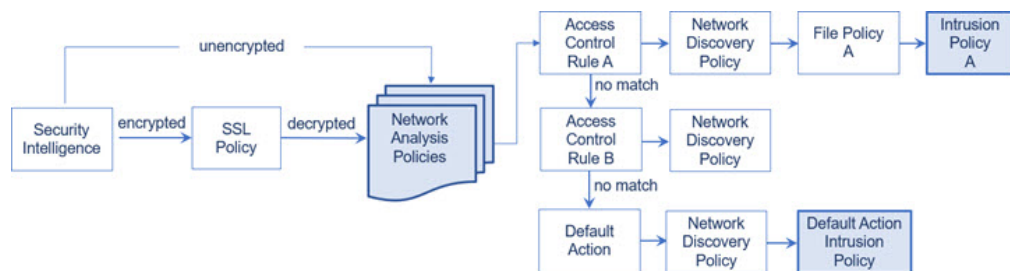 unencrypted
Security
Intelligence
encrypted
SSL
Policy
decrypted
Network
Analysis
Policies
Access
Control
Rule A
Network
Discovery
Policy
File Policy
A
Intrusion
Policy
A
no match
Access
Control
Rule B
Network
Discovery
Policy
no match
Default
Action
Network
Discovery
Policy
Default Action
Intrusion
Policy